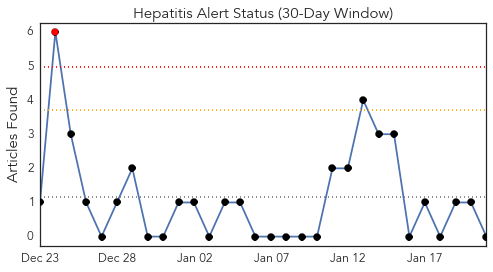 Hepatitis Alert Status (30-Day Window)
Articles Found
6
5
4
3
2
1
0
Dec 23 Dec 28 Jan 02 Jan 07 Jan 12 Jan 17